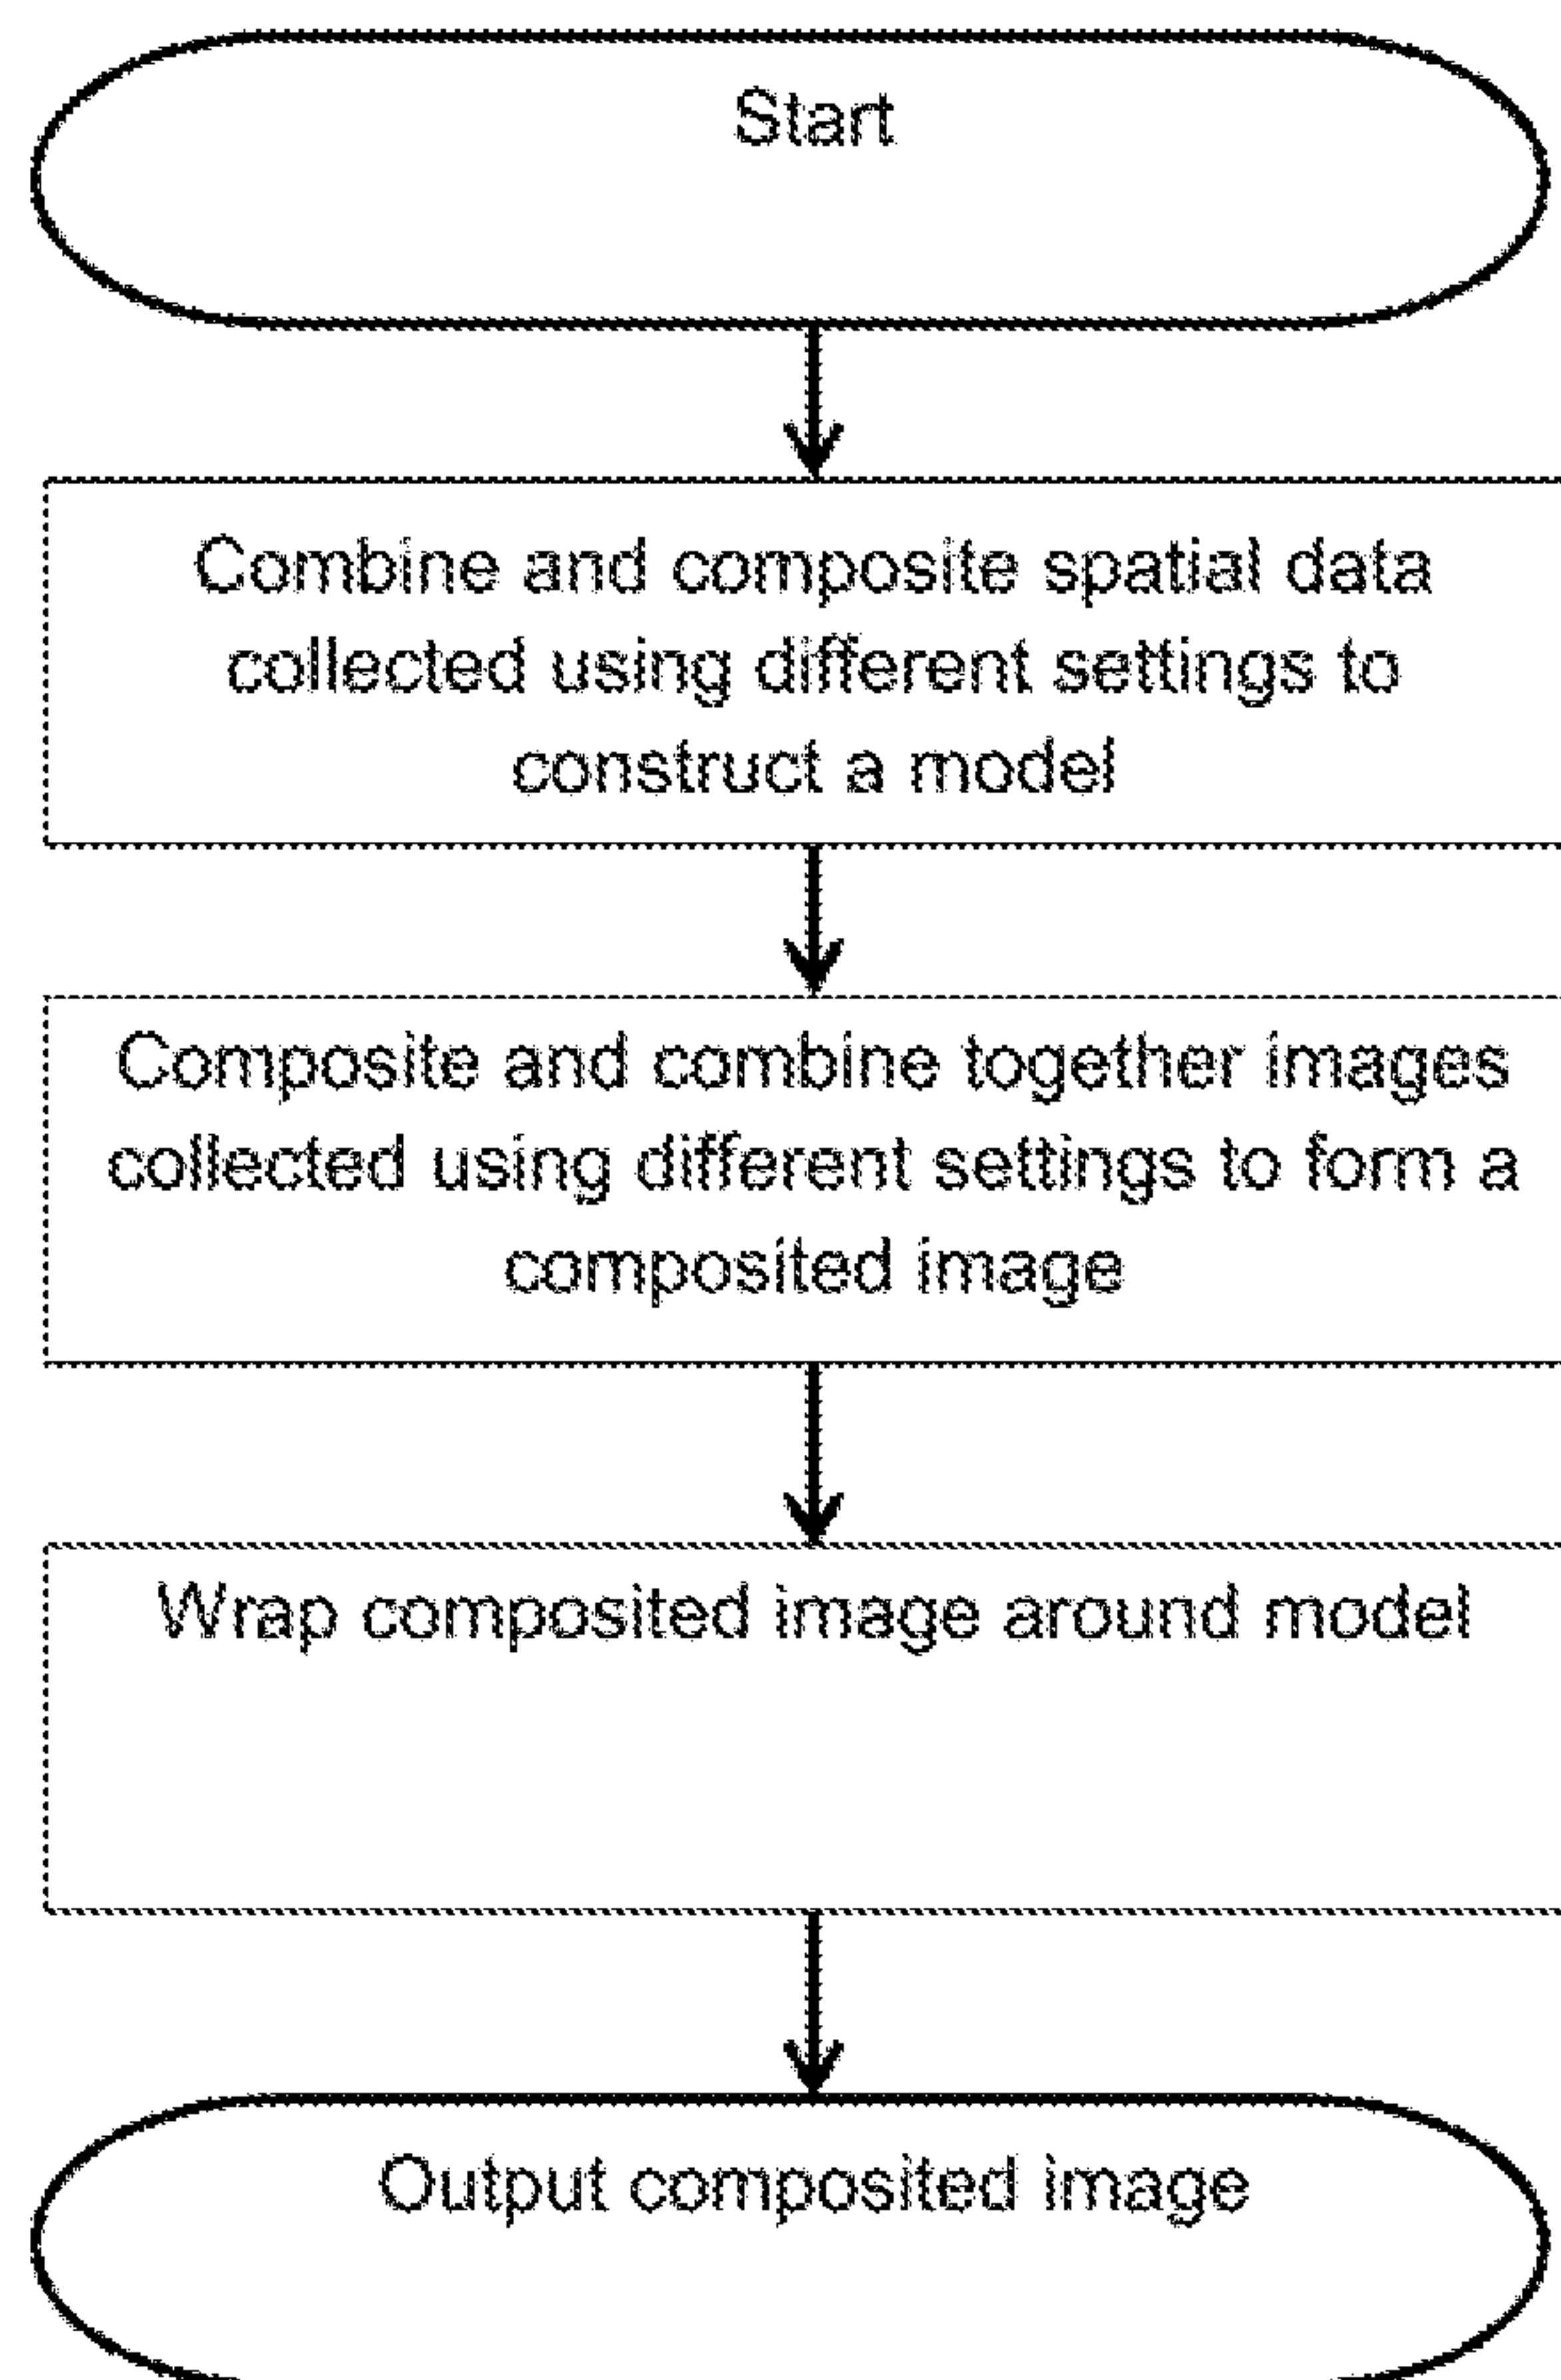 Start
Combine and composite spatial data
collected using different settings to
construct a model
Composite and combine together images
collected using different settings to form a
composited image
Wrap composited image around model
Output composited image